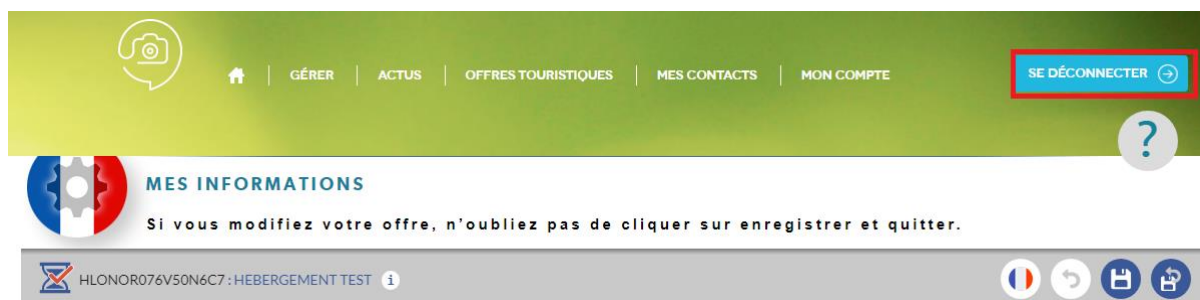 GÉRER ACTUS OFFRES TOURISTIQUES MES CONTACTS MON COMPTE SE DÉCONNECTER
?
MES INFORMATIONS
Si vous modifiez votre offre, n'oubliez pas de cliquer sur enregistrer et quitter.
HLONOR076V50N6C7 : HEBERGEMENT TEST i